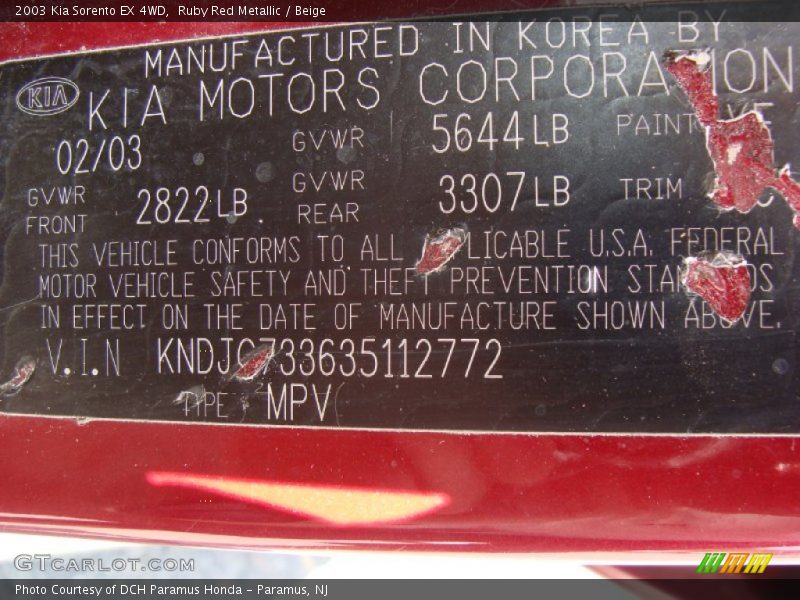 2003 Kia Sorento EX 4WD, Ruby Red Metallic / Beige
MANUFACTURED IN KOREA BY
KIA
KIA MOTORS CORPORATION
02/03 GVWR 5644LB PAINT
GVWR FRONT 2822LB GVWR REAR 3307LB TRIM
THIS VEHICLE CONFORMS TO ALL LICABLE U.S.A. FEDERAL
MOTOR VEHICLE SAFETY AND THEFT PREVENTION STA DS
IN EFFECT ON THE DATE OF MANUFACTURE SHOWN ABOVE.
V.I.N KNDJC733635112772
TYPE MPV
GTCARLOT.COM
Photo Courtesy of DCH Paramus Honda - Paramus, NJ